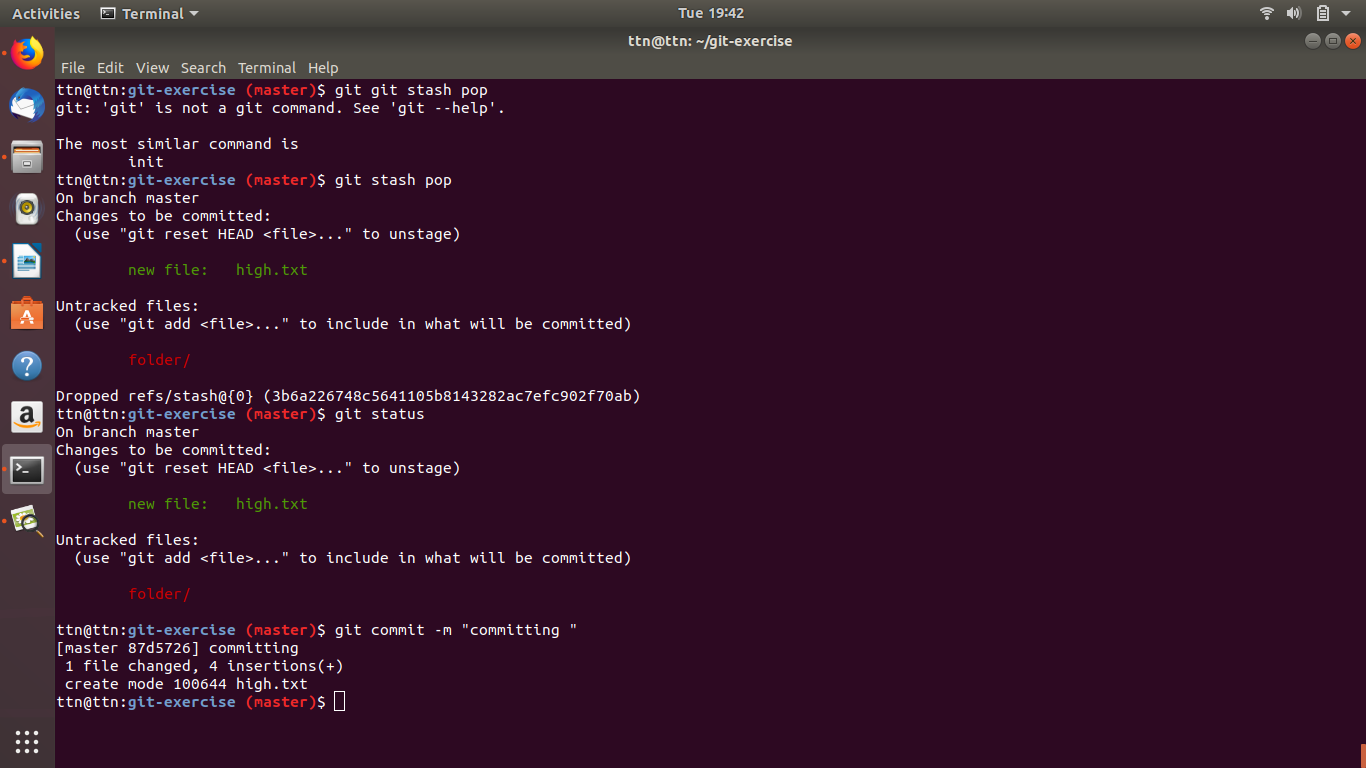 Activities Terminal Tue 19:42
ttn@ttn: ~/git-exercise
File Edit View Search Terminal Help
ttn@ttn:git-exercise (master)$ git git stash pop
git: 'git' is not a git command. See 'git --help'.
The most similar command is
init
ttn@ttn:git-exercise (master)$ git stash pop
On branch master
Changes to be committed:
(use "git reset HEAD <file>..." to unstage)
new file: high.txt
Untracked files:
(use "git add <file>..." to include in what will be committed)
folder/
Dropped refs/stash@{0} (3b6a226748c5641105b8143282ac7efc902f70ab)
ttn@ttn:git-exercise (master)$ git status
On branch master
Changes to be committed:
(use "git reset HEAD <file>..." to unstage)
new file: high.txt
Untracked files:
(use "git add <file>..." to include in what will be committed)
folder/
ttn@ttn:git-exercise (master)$ git commit -m "committing "
[master 87d5726] committing
1 file changed, 4 insertions(+)
create mode 100644 high.txt
ttn@ttn:git-exercise (master)$